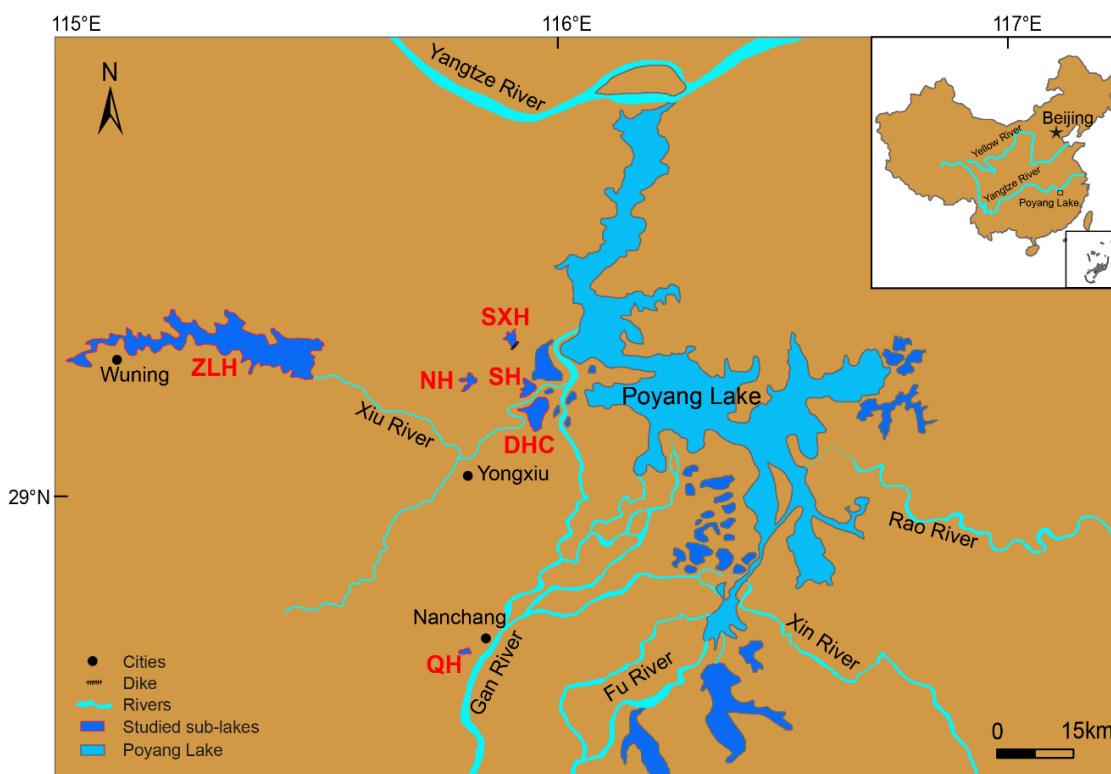 115°E
116°E
117°E
N
Yangtze River
Beijing
Yellow River
Yangtze River
Poyang Lake
SXH
ZLH
Wuning
NH
SH
Poyang Lake
Xiu River
DHC
Yongxiu
29°N
Rao River
Nanchang
Xin River
QH
Gan River
Fu River
Cities
Dike
Rivers
Studied sub-lakes
Poyang Lake
0 15km